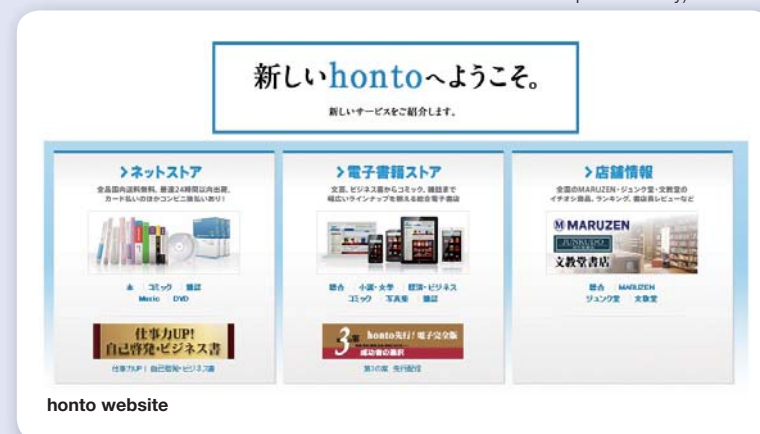 新しいhontoへようこそ。
新しいサービスをご紹介します。
ネットストア
全品国内送料無料、最速24時間以内出荷、
カード払いのほかコンビニ後払いあり!
本 コミック 雑誌
Music DVD
仕事力UP!
自己啓発・ビジネス書
仕事力UP! 自己啓発・ビジネス書
電子書籍ストア
文芸、ビジネス書からコミック、雑誌まで
幅広いラインナップを揃える総合電子書店
総合 小説・文学 経済・ビジネス
コミック 写真集 雑誌
第3の案
honto先行!電子完全版
成功者の選択
第3の案 先行配信
店舗情報
全国のMARUZEN・ジュンク堂・文教堂の
イチオシ商品、ランキング、書店員レビューなど
MARUZEN
JUNKUDO
文教堂書店
総合 MARUZEN
ジュンク堂 文教堂
honto website